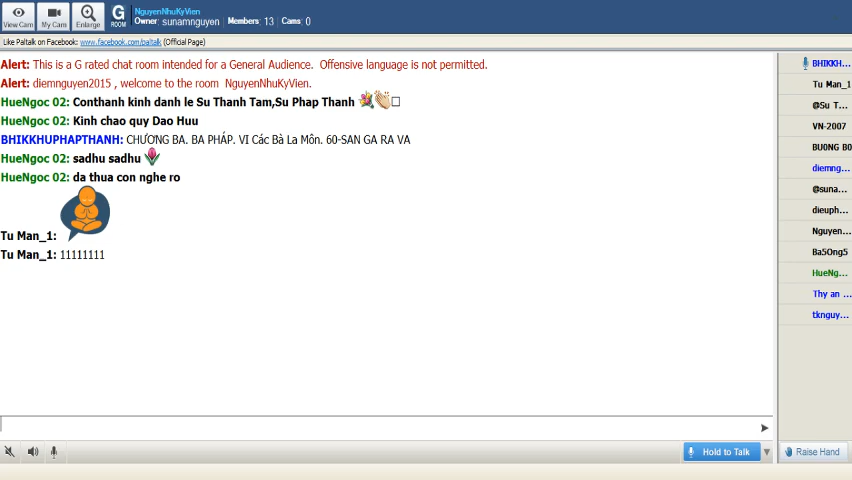 View Cam
My Cam
Enlarge
G
ROOM
NguyenNhuKyVien
Owner: sunamnguyen Members: 13 Cams: 0
Like Paltalk on Facebook: www.facebook.com/paltalk (Official Page)
Alert: This is a G rated chat room intended for a General Audience. Offensive language is not permitted.
Alert: diemnguyen2015 , welcome to the room NguyenNhuKyVien.
HueNgoc 02: Conthanh kinh danh le Su Thanh Tam,Su Phap Thanh
HueNgoc 02: Kinh chao quy Dao Huu
BHIKKHUPHAPTHANH: CHƯƠNG BA. BA PHÁP. VI Các Bà La Môn. 60-SAN GA RA VA
HueNgoc 02: sadhu sadhu
HueNgoc 02: da thua con nghe ro
Tu Man_1:
Tu Man_1: 11111111
BHIKKH...
Tu Man_1
@Su T...
VN-2007
BUONG BO
diemng...
@suna...
dieuph...
Nguyen...
Ba5Ong5
HueNg...
Thy an ...
tknguy...
Hold to Talk
Raise Hand